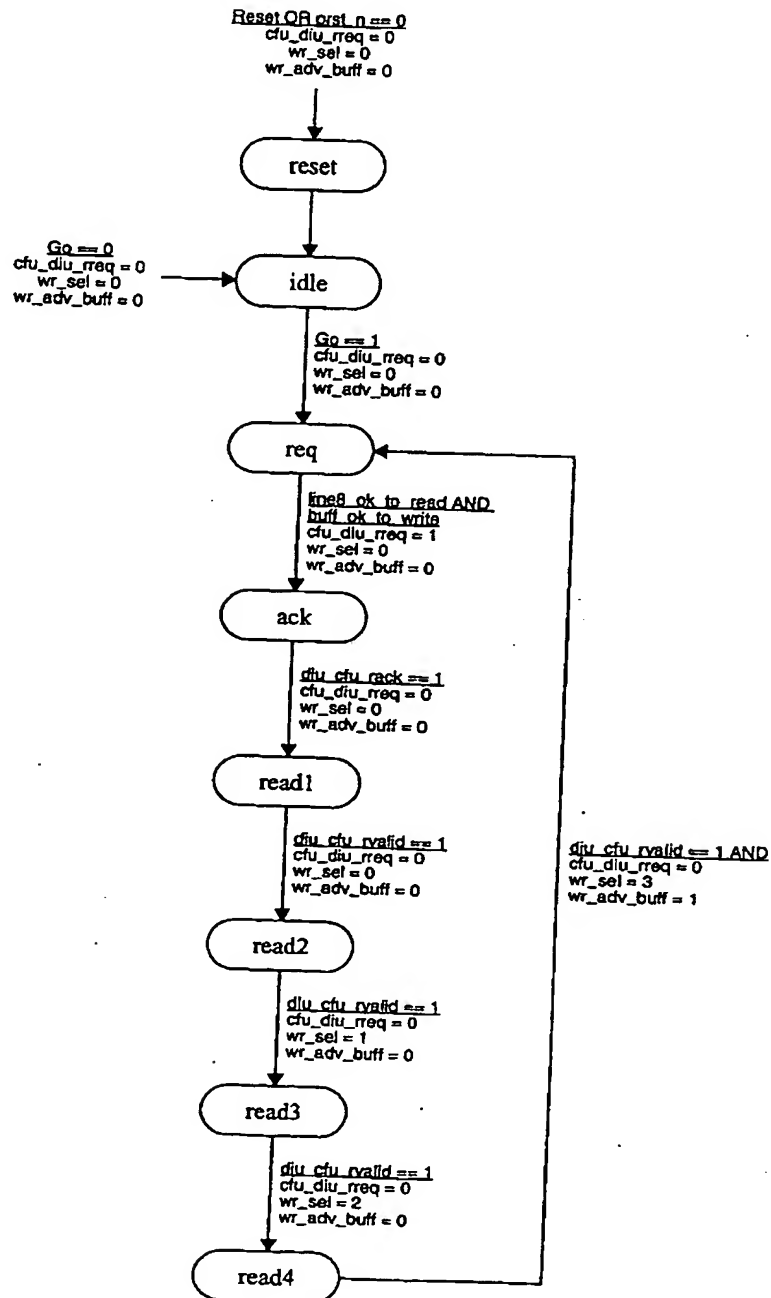 Reset OR prst_n == 0
cfu_diu_rreq = 0
wr_sel = 0
wr_adv_buff = 0
reset
Go == 0
cfu_diu_rreq = 0
wr_sel = 0
wr_adv_buff = 0
idle
Go == 1
cfu_diu_rreq = 0
wr_sel = 0
wr_adv_buff = 0
req
line8_ok_to_read AND
buff_ok_to_write
cfu_diu_rreq = 1
wr_sel = 0
wr_adv_buff = 0
ack
diu_cfu_rack == 1
cfu_diu_rreq = 0
wr_sel = 0
wr_adv_buff = 0
read1
diu_cfu_rvalid == 1
cfu_diu_rreq = 0
wr_sel = 0
wr_adv_buff = 0
diu_cfu_rvalid == 1 AND
cfu_diu_rreq = 0
wr_sel = 3
wr_adv_buff = 1
read2
diu_cfu_rvalid == 1
cfu_diu_rreq = 0
wr_sel = 1
wr_adv_buff = 0
read3
diu_cfu_rvalid == 1
cfu_diu_rreq = 0
wr_sel = 2
wr_adv_buff = 0
read4